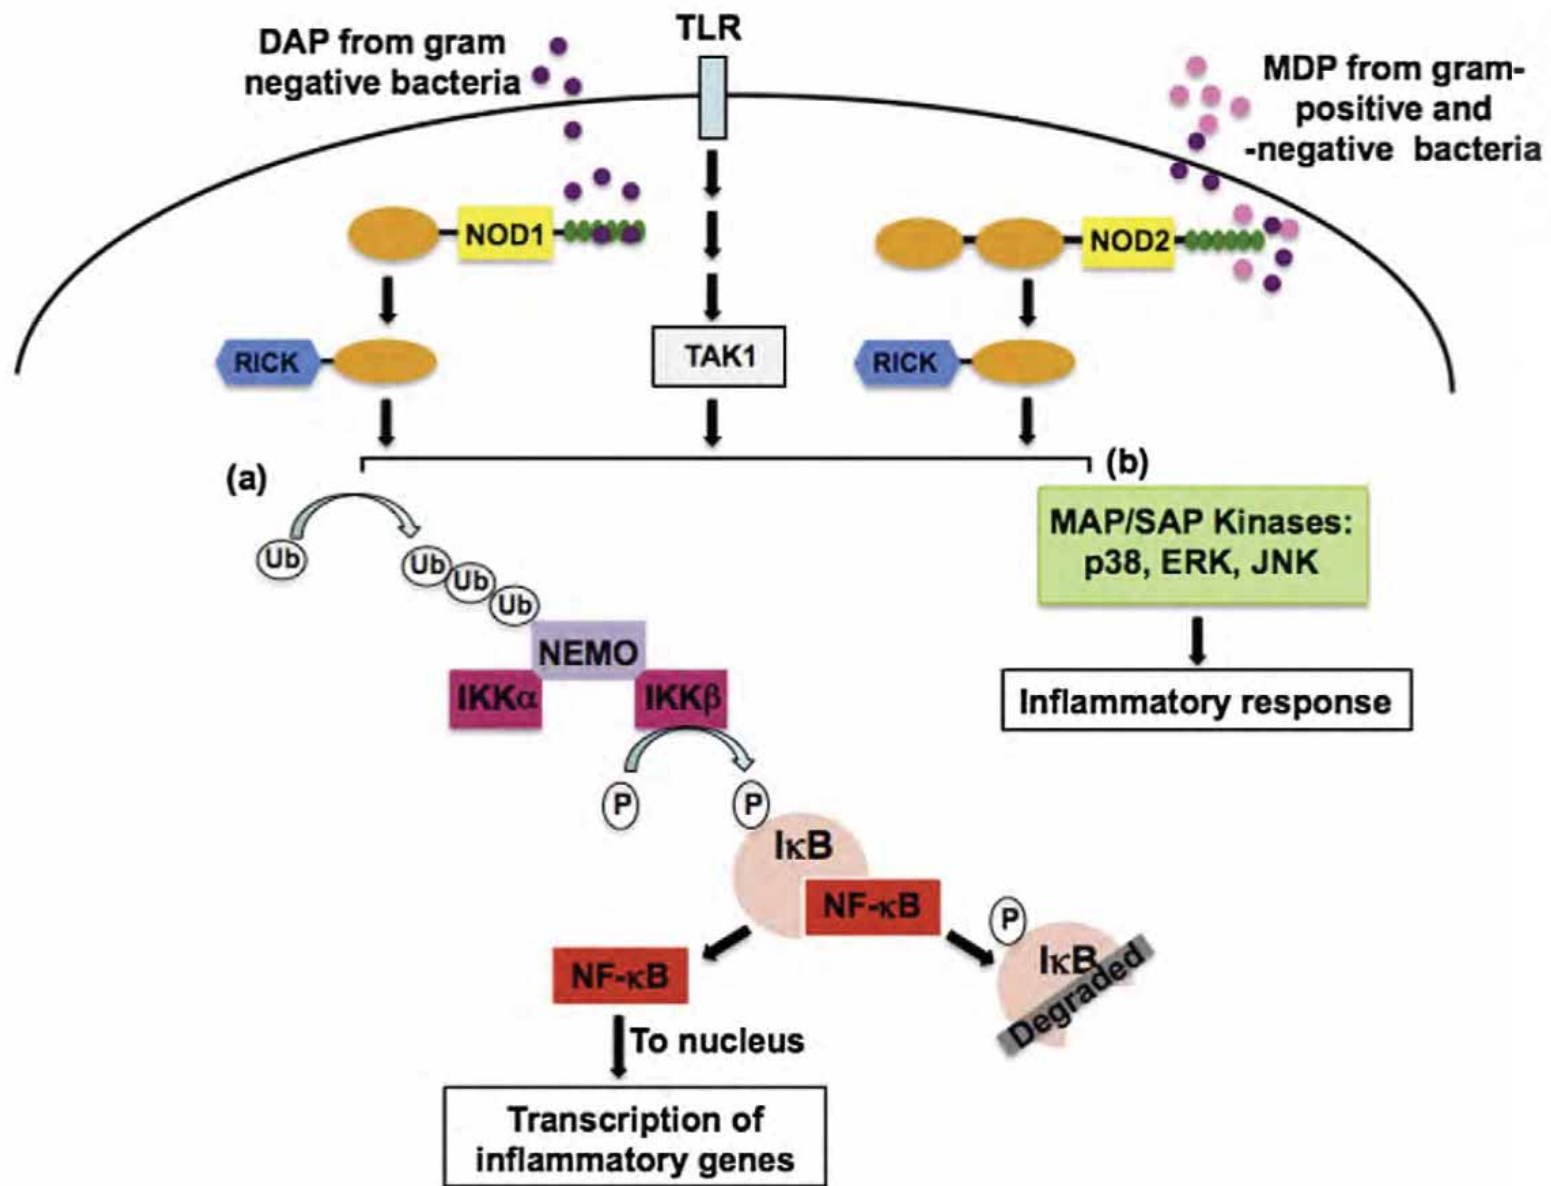 DAP from gram
negative bacteria
TLR
MDP from gram-
positive and
-negative bacteria
NOD1
NOD2
RICK
TAK1
RICK
(a)
(b)
Ub
Ub
Ub
Ub
MAP/SAP Kinases:
p38, ERK, JNK
NEMO
IKKα
IKKβ
Inflammatory response
P
P
IκB
NF-κB
P
IκB
Degraded
NF-κB
To nucleus
Transcription of
inflammatory genes